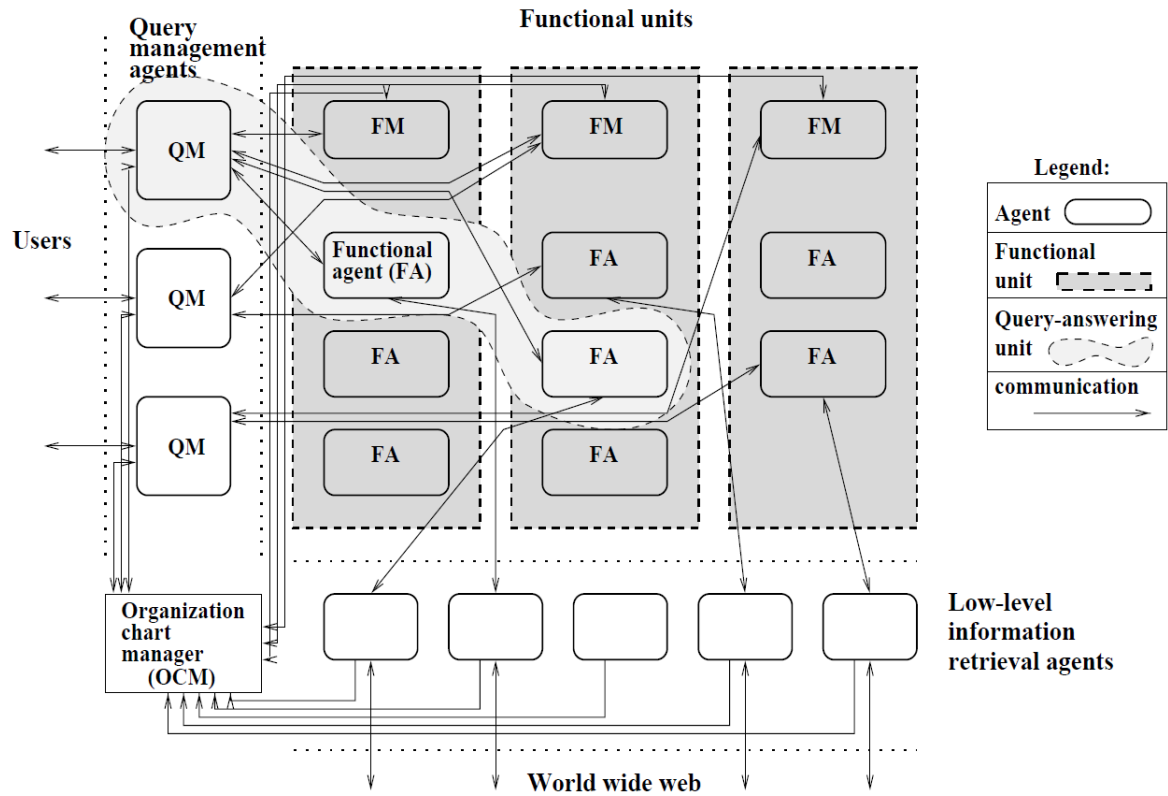 Functional units
Query
management
agents
QM
FM
FM
FM
Users
QM
Functional
agent (FA)
FA
FA
FA
FA
FA
QM
FA
FA
Legend:
Agent
Functional
unit
Query-answering
unit
communication
Organization
chart
manager
(OCM)
Low-level
information
retrieval agents
World wide web